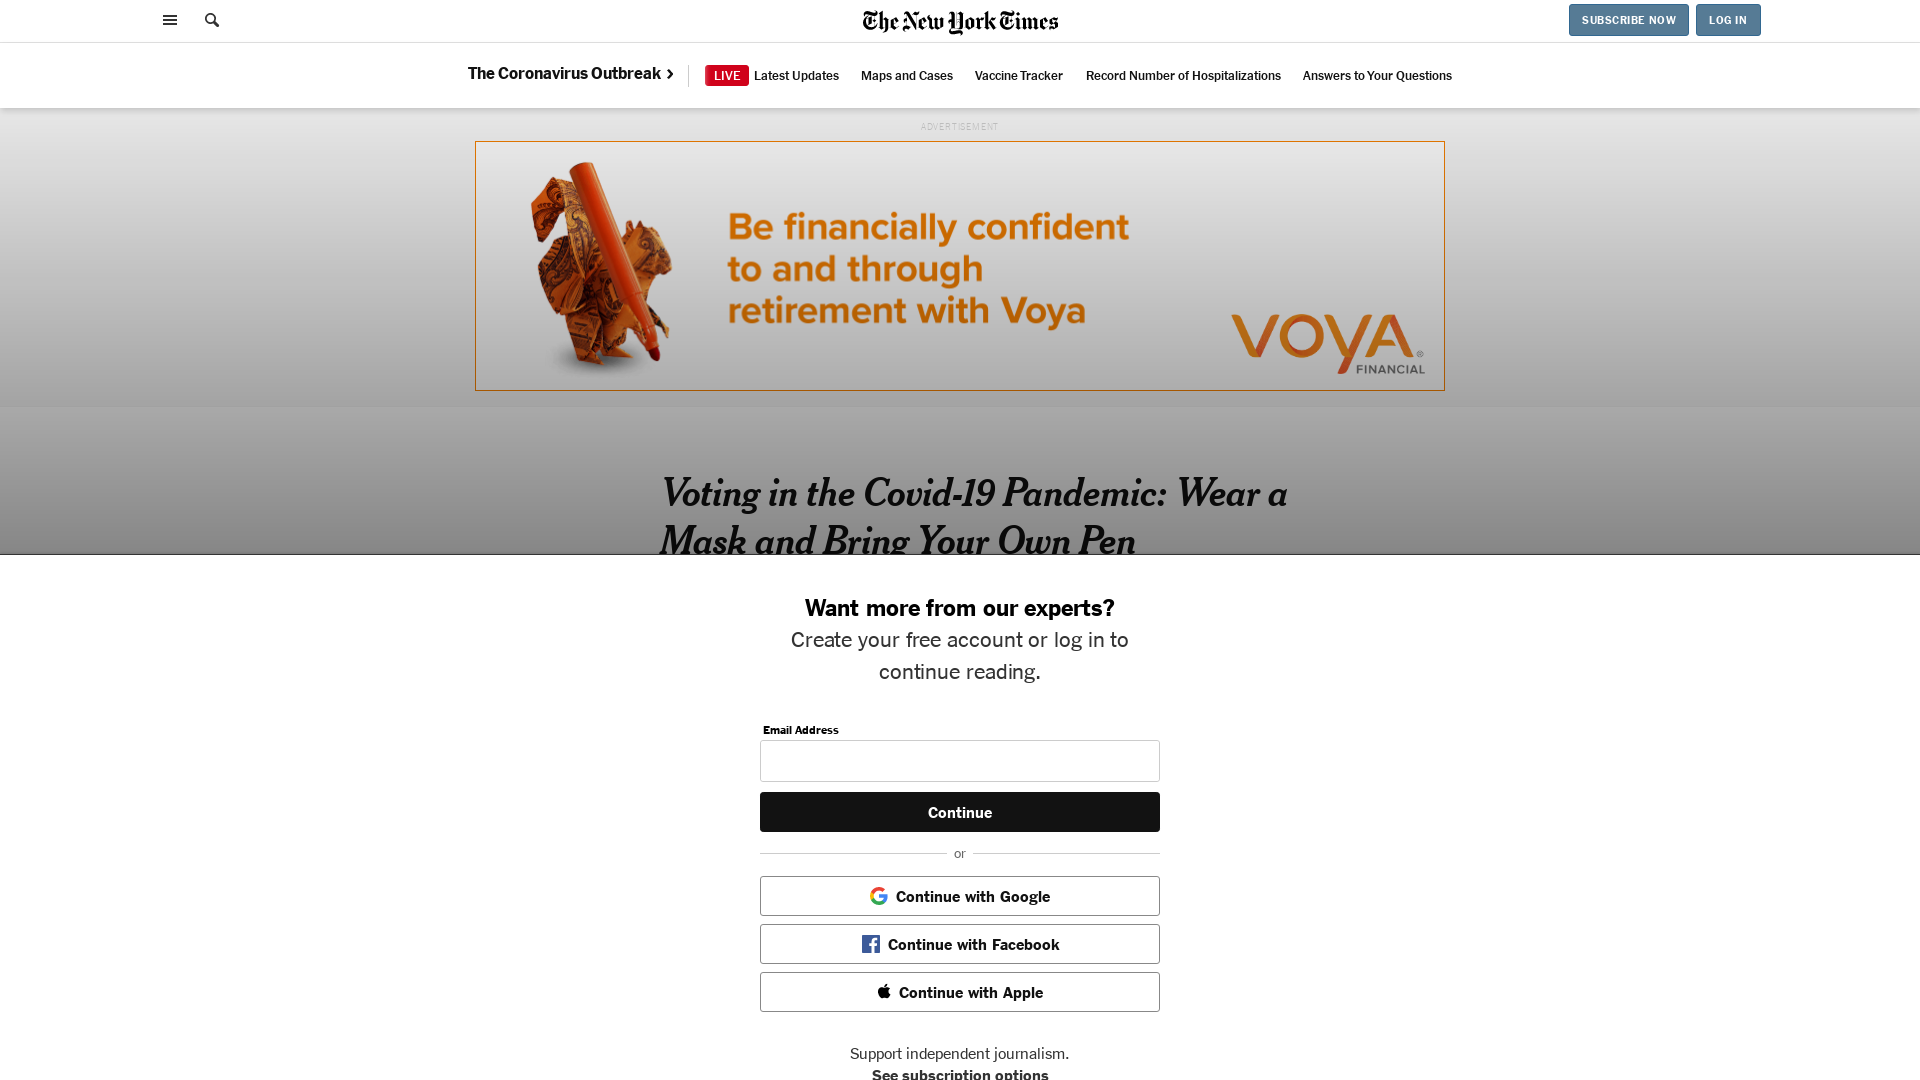 The New York Times
SUBSCRIBE NOW
LOG IN
The Coronavirus Outbreak
LIVE Latest Updates
Maps and Cases
Vaccine Tracker
Record Number of Hospitalizations
Answers to Your Questions
ADVERTISEMENT
Be financially confident
to and through
retirement with Voya
VOYA®
FINANCIAL
Voting in the Covid-19 Pandemic: Wear a
Mask and Bring Your Own Pen
Want more from our experts?
Create your free account or log in to
continue reading.
Email Address
Continue
or
Continue with Google
Continue with Facebook
Continue with Apple
Support independent journalism.
See subscription options